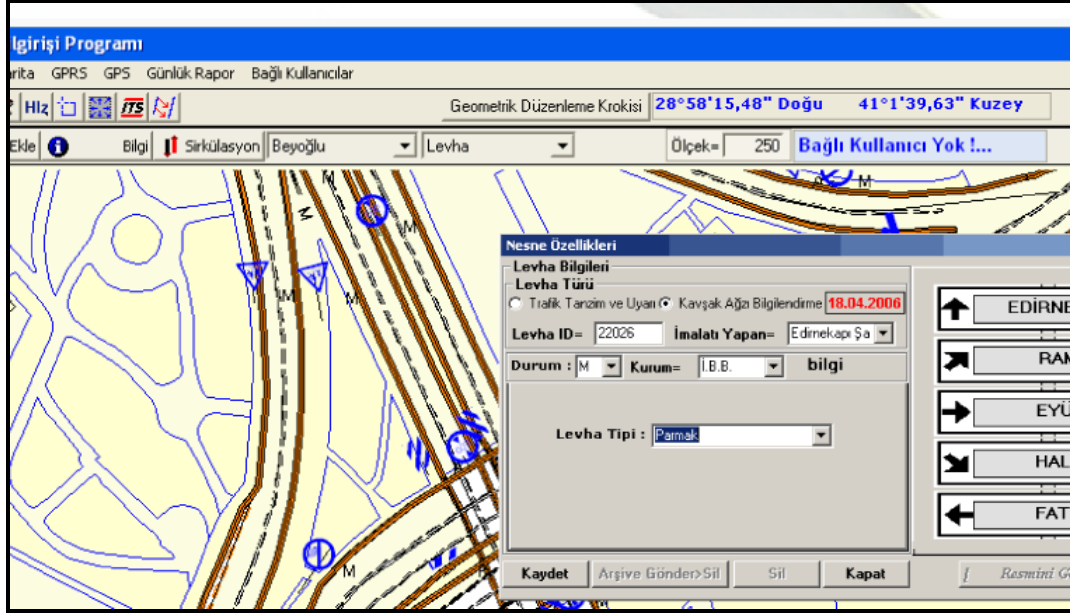 lgirişi Programı
rita GPRS GPS Günlük Rapor Bağlı Kullanıcılar
HIz İTS Geometrik Düzenleme Krokisi 28°58'15,48" Doğu 41°1'39,63" Kuzey
Ekle Bilgi Sirkülasyon Beyoğlu Levha Ölçek= 250 Bağlı Kullanıcı Yok !...
M
M
M
M
M
M
M
M
Nesne Özellikleri
Levha Bilgileri
Levha Türü
Trafik Tanzim ve Uyarı Kavşak Ağzı Bilgilendirme 18.04.2006
Levha ID= 22026 İmalatı Yapan= Edirnekapı Şa
Durum : M Kurum= İ.B.B. bilgi
Levha Tipi : Parmak
EDİRNE
RAM
EYÜ
HAL
FAT
Kaydet Arşive Gönder>Sil Sil Kapat Resmini G